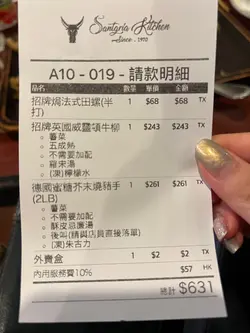 Santgria Kitchen
Since - 1970
A10 - 019 - 請款明細
品名 數量 單價 金額
招牌焗法式田螺(半 1 $68 $68 TX
打)
招牌英國威靈頓牛柳 1 $243 $243 TX
番菜
五成熟
不需要加配
羅宋湯
(凍)檸檬水
德國蜜糖芥末燒豬手 1 $261 $261 TX
(2LB)
番菜
不需要加配
酥皮忌廉湯
後叫(請與店員直接落單)
(凍)朱古力
外賣盒 1 $2 $2 TX
內用服務費10% $57 HK
總計 $631